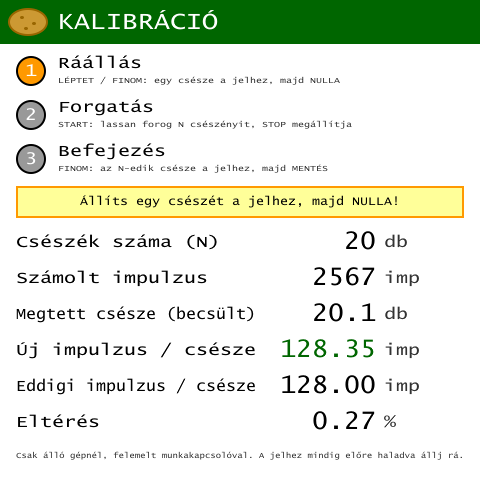 KALIBRÁCIÓ
1 Ráállás
LÉPTET / FINOM: egy csésze a jelhez, majd NULLA
2 Forgatás
START: lassan forog N csészényit, STOP megállítja
3 Befejezés
FINOM: az N-edik csésze a jelhez, majd MENTÉS
Állíts egy csészét a jelhez, majd NULLA!
Csészék száma (N) 20 db
Számolt impulzus 2567 imp
Megtett csésze (becsült) 20.1 db
Új impulzus / csésze 128.35 imp
Eddigi impulzus / csésze 128.00 imp
Eltérés 0.27 %
Csak álló gépnél, felemelt munkakapcsolóval. A jelhez mindig előre haladva állj rá.